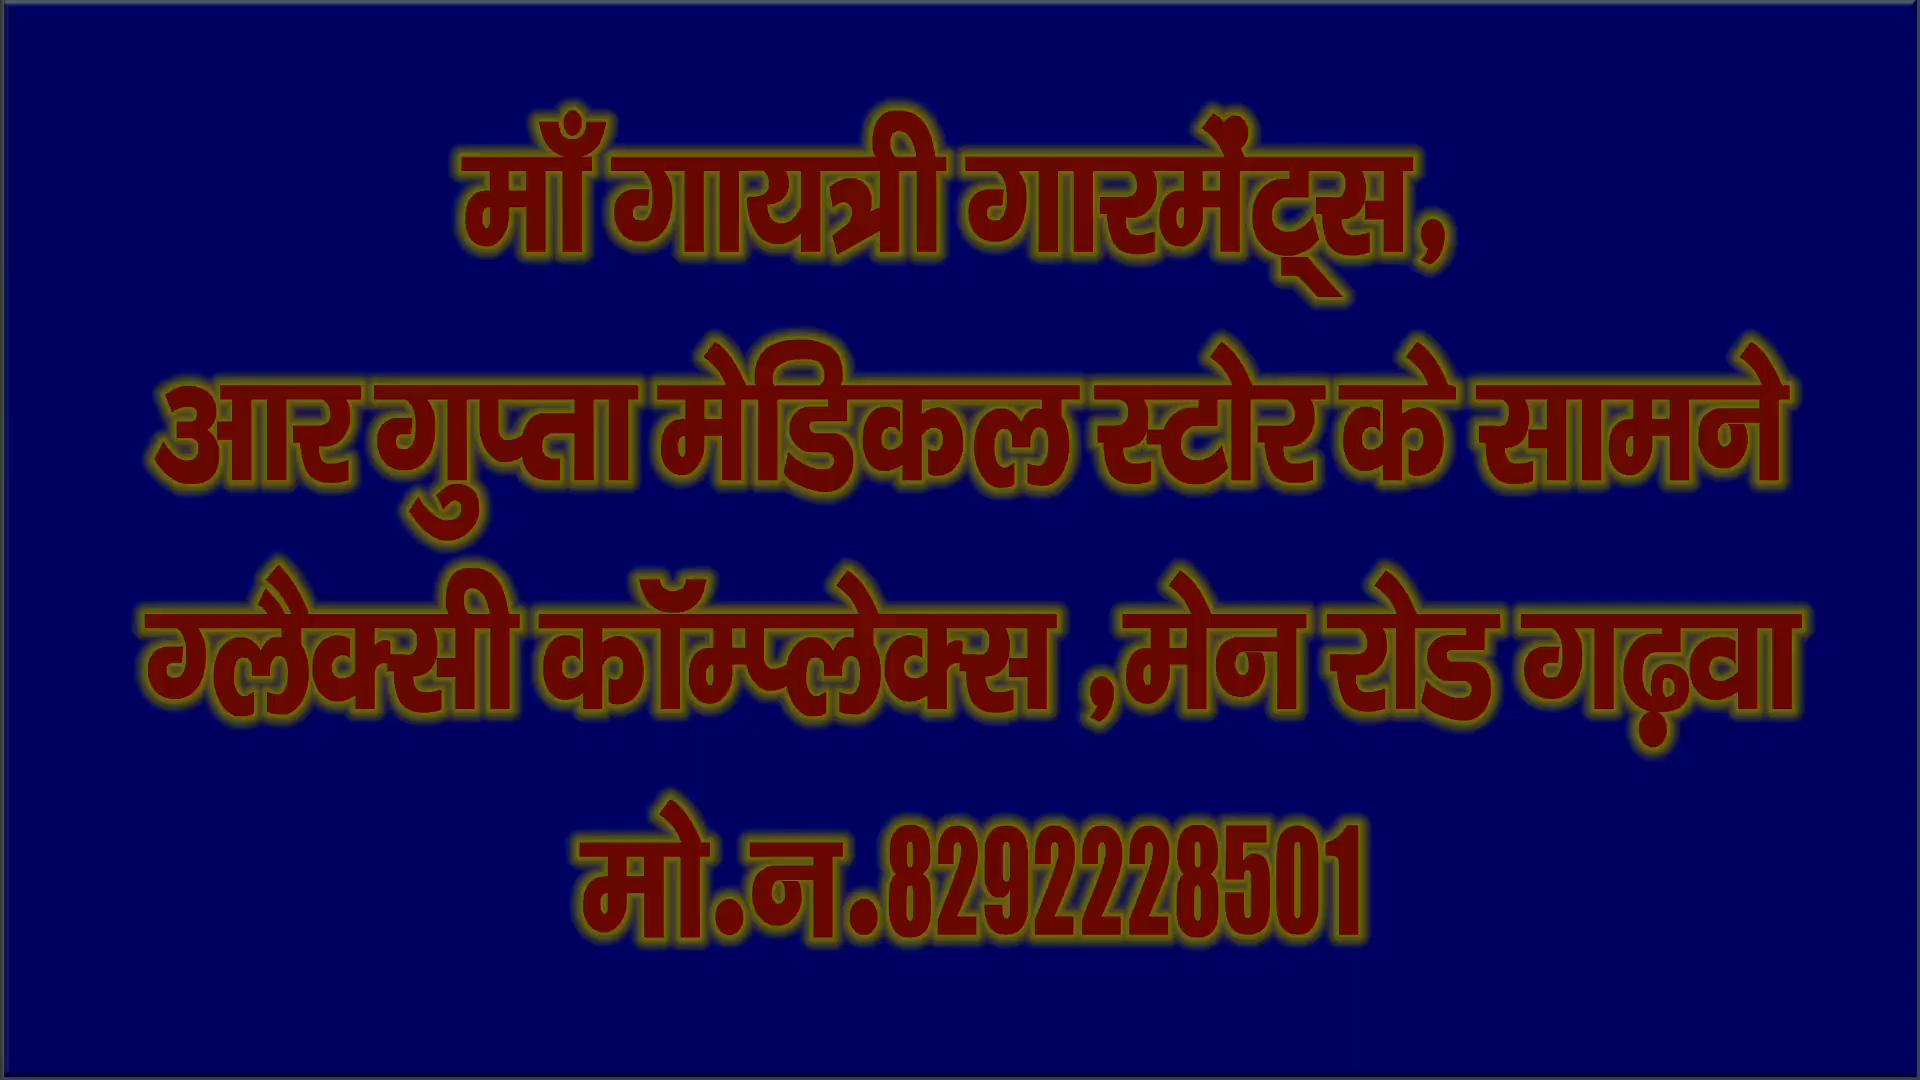 माँ गायत्री गारमेंट्स,
आर गुप्ता मेडिकल स्टोर के सामने
ग्लैक्सी कॉम्प्लेक्स ,मेन रोड गढ़वा
मो.न.8292228501